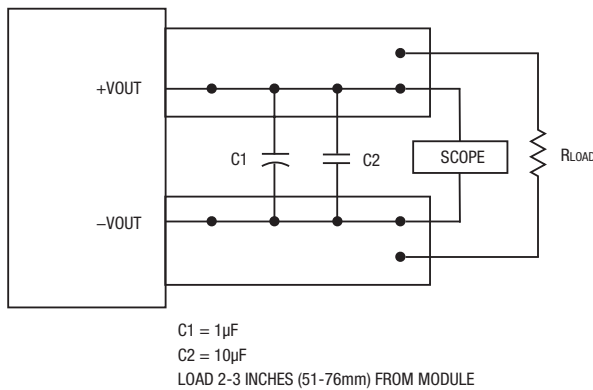 +VOUT
C1
C2
SCOPE
RLOAD
−VOUT
C1 = 1µF
C2 = 10µF
LOAD 2-3 INCHES (51-76mm) FROM MODULE